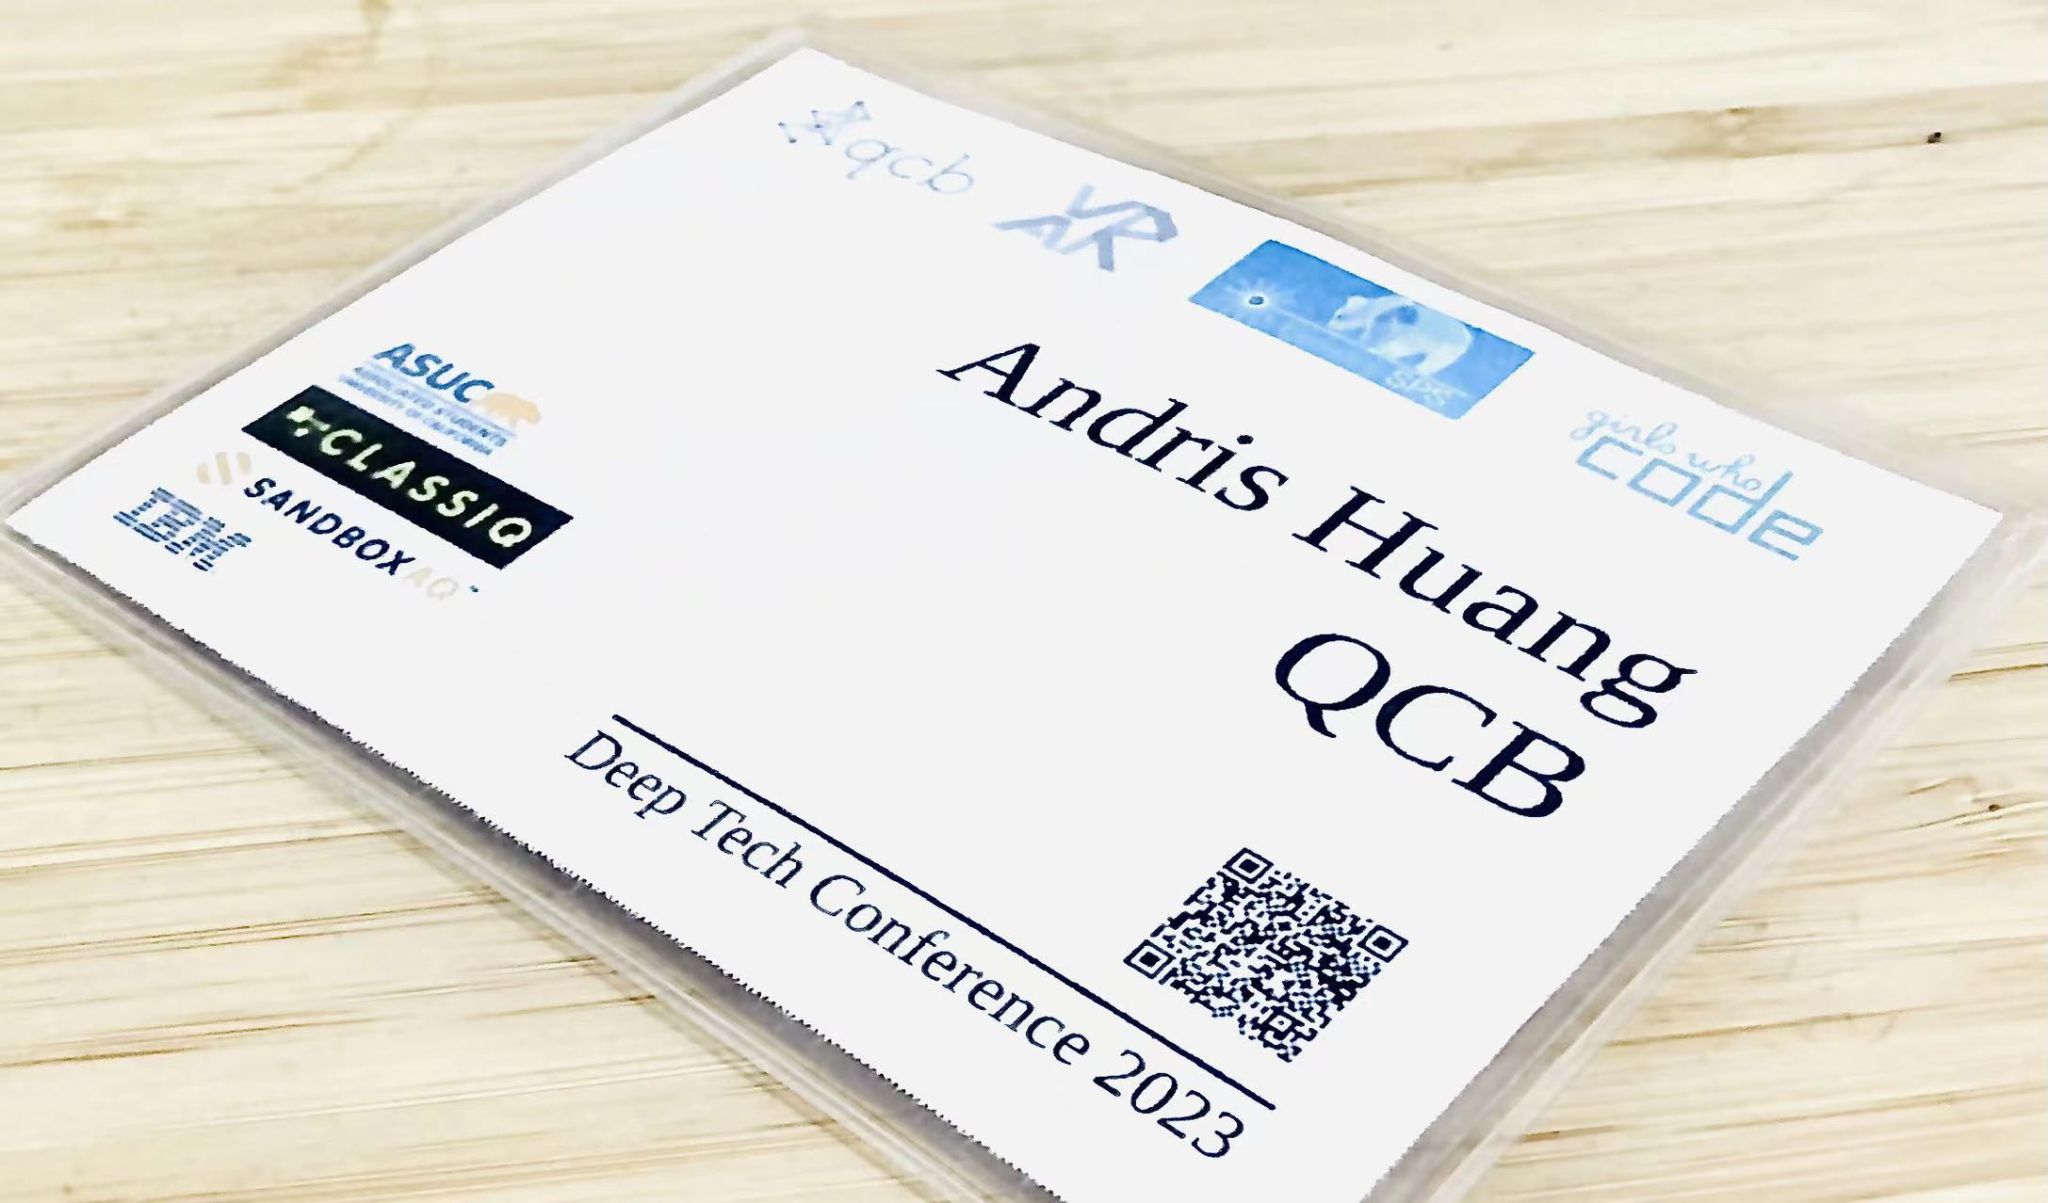 qcb
VR
AR
SPS
girls who
code
Andris Huang
QCB
ASUC
ASSOCIATED STUDENTS
UNIVERSITY OF CALIFORNIA
CLASSIQ
SANDBOXAQ™
IBM
Deep Tech Conference 2023